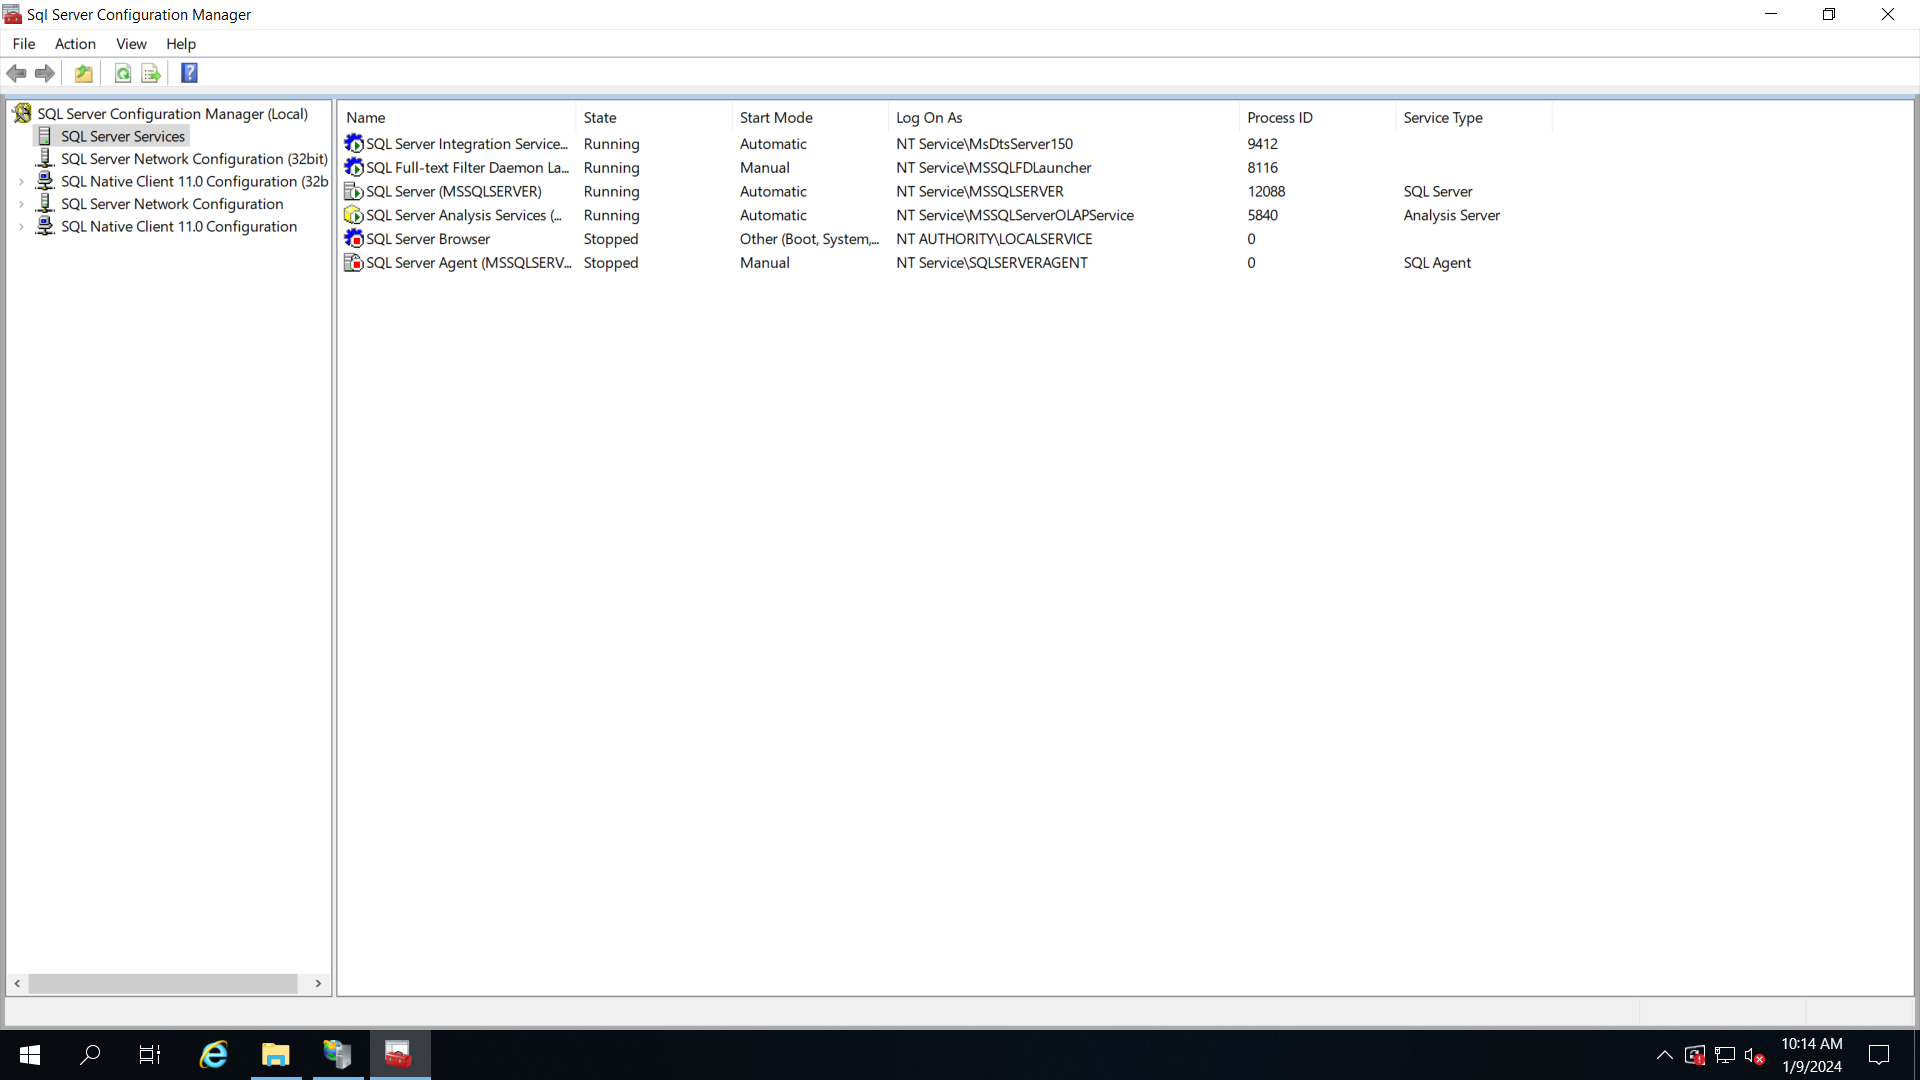 Sql Server Configuration Manager
File Action View Help
SQL Server Configuration Manager (Local)
SQL Server Services
SQL Server Network Configuration (32bit)
SQL Native Client 11.0 Configuration (32b
SQL Server Network Configuration
SQL Native Client 11.0 Configuration
Name State Start Mode Log On As Process ID Service Type
SQL Server Integration Service... Running Automatic NT Service\MsDtsServer150 9412
SQL Full-text Filter Daemon La... Running Manual NT Service\MSSQLFDLauncher 8116
SQL Server (MSSQLSERVER) Running Automatic NT Service\MSSQLSERVER 12088 SQL Server
SQL Server Analysis Services (... Running Automatic NT Service\MSSQLServerOLAPService 5840 Analysis Server
SQL Server Browser Stopped Other (Boot, System,... NT AUTHORITY\LOCALSERVICE 0
SQL Server Agent (MSSQLSERV... Stopped Manual NT Service\SQLSERVERAGENT 0 SQL Agent
10:14 AM
1/9/2024